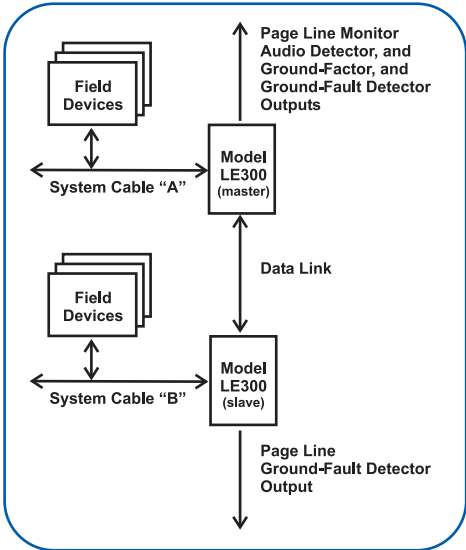 Page Line Monitor
Audio Detector, and
Ground-Factor, and
Ground-Fault Detector
Outputs
Field
Devices
Model
LE300
(master)
System Cable “A”
Data Link
Field
Devices
Model
LE300
(slave)
System Cable “B”
Page Line
Ground-Fault Detector
Output